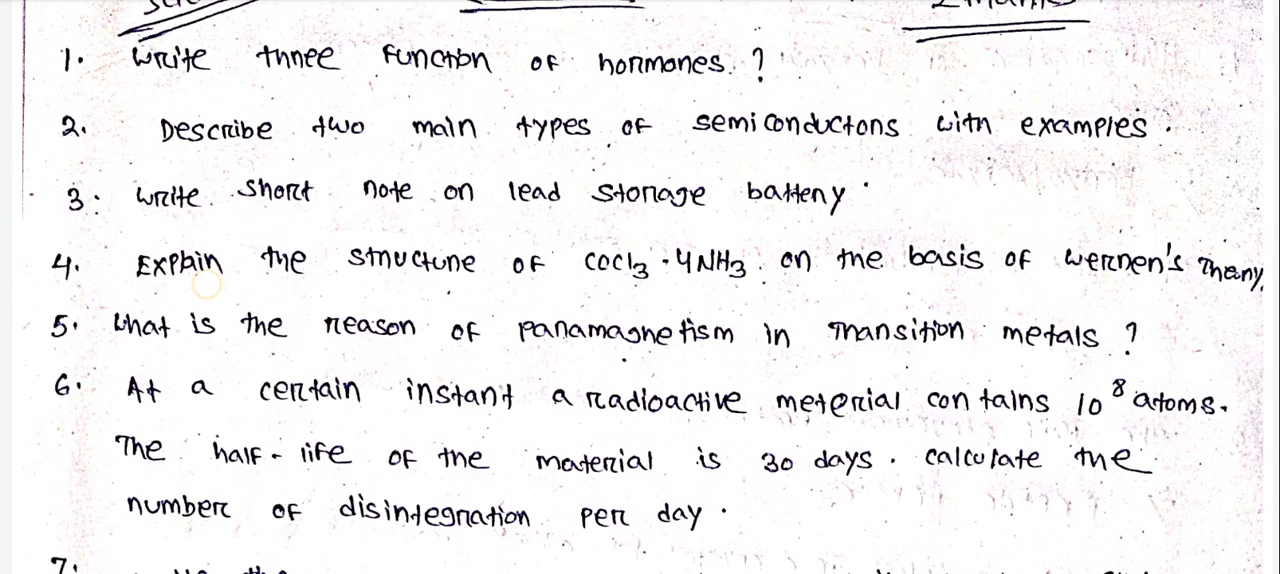 1. Write three function of hormones ?
2. Describe two main types of semiconductors with examples.
3. Write short note on lead storage battery.
4. Explain the structure of COCl3·4NH3 on the basis of werner's Theory.
5. What is the reason of paramagnetism in Transition metals ?
6. At a certain instant a radioactive meterial contains 10⁸ atoms.
The half-life of the material is 30 days. calculate the
number of disintegration per day.
7.